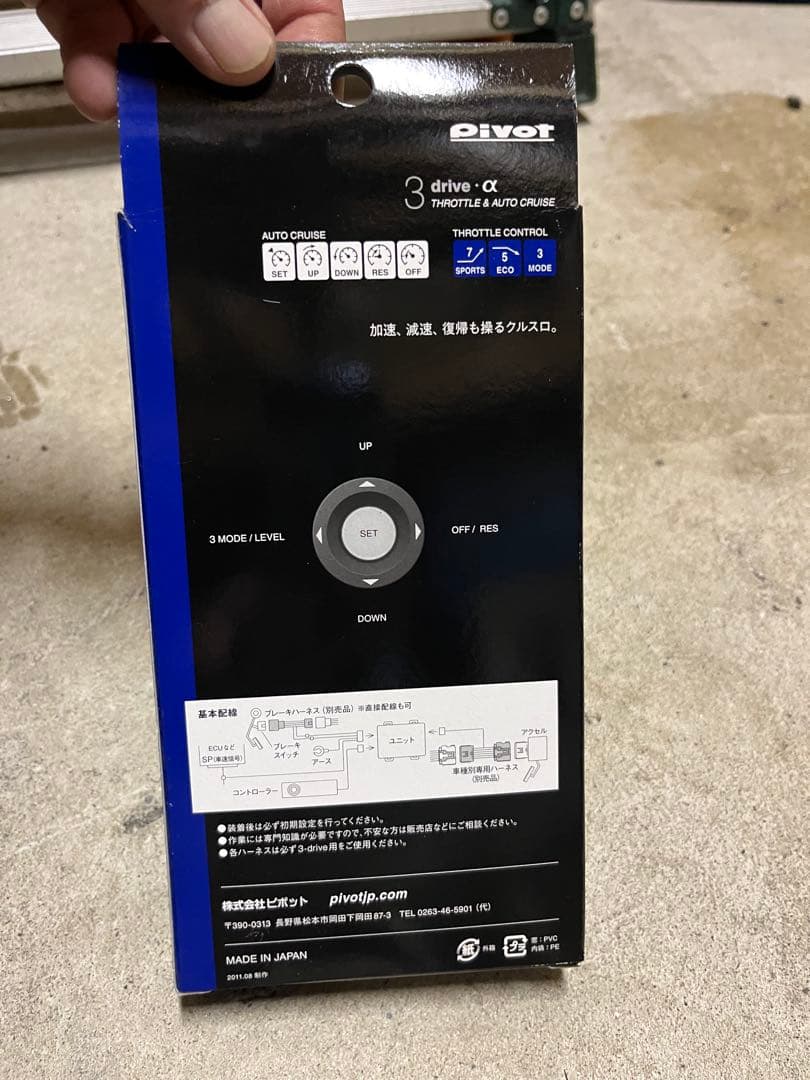 PIVOT
3 drive・α
THROTTLE & AUTO CRUISE
AUTO CRUISE
SET UP DOWN RES OFF
THROTTLE CONTROL
7 SPORTS
5 ECO
3 MODE
加速、減速、復帰も操るクルスロ。
UP
3 MODE / LEVEL
SET
OFF / RES
DOWN
基本配線
ブレーキハーネス（別売品）※直接配線も可
ECUなど
SP（車速信号）
ブレーキ
スイッチ
アース
ユニット
アクセル
車種別専用ハーネス
（別売品）
コントローラー
●装着後は必ず初期設定を行ってください。
●作業には専門知識が必要ですので、不安な方は販売店などにご相談ください。
●各ハーネスは必ず3-drive用をご使用ください。
株式会社ピボット pivotjp.com
〒390-0313 長野県松本市岡田下岡田87-3 TEL 0263-46-5901（代）
MADE IN JAPAN
2011.08 制作
紙 外箱
プラ 窓：PVC
内袋：PE